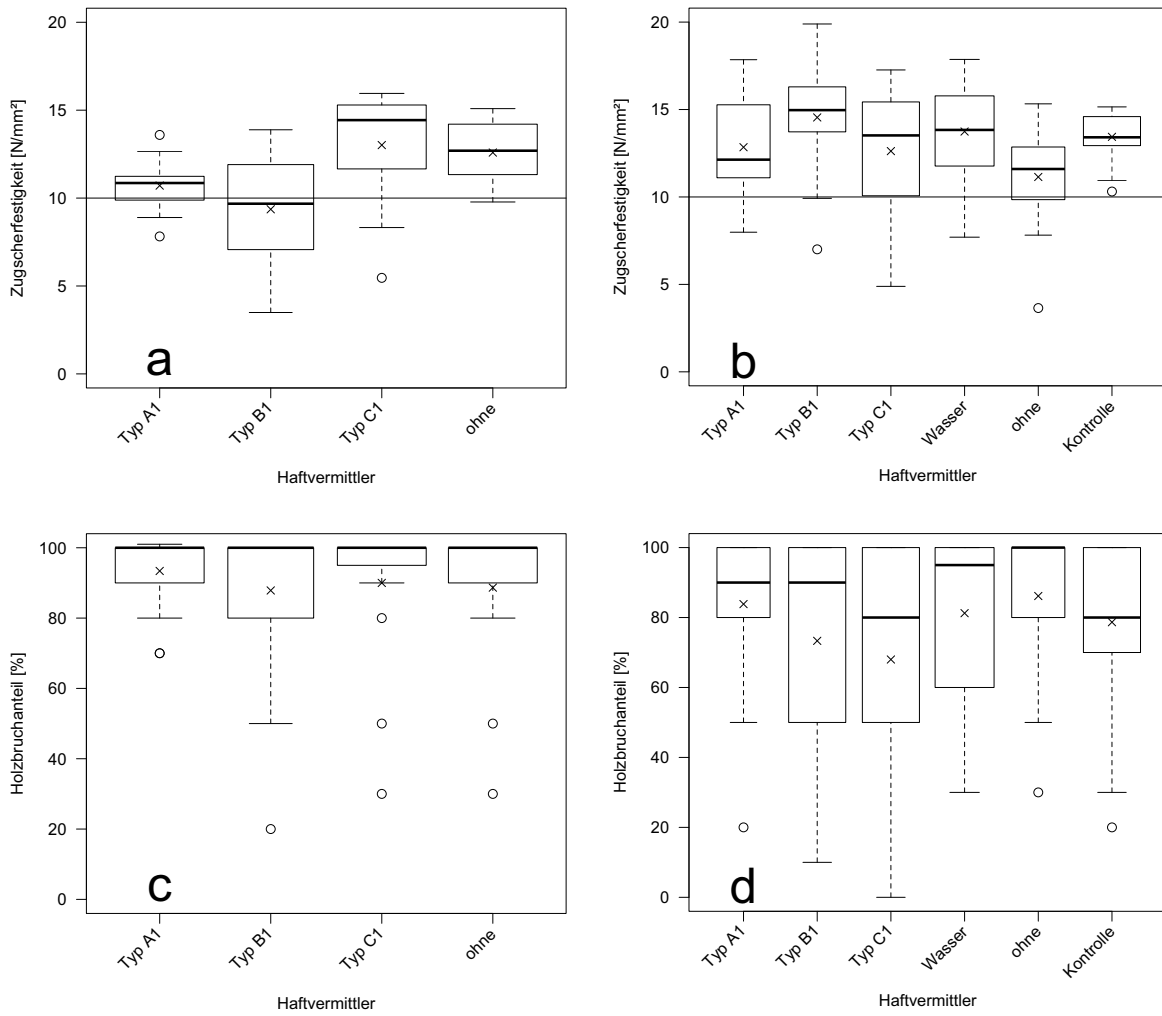 20
15
10
5
0
Zugscherfestigkeit [N/mm²]
a
Typ A1
Typ B1
Typ C1
ohne
Haftvermittler
20
15
10
5
0
Zugscherfestigkeit [N/mm²]
b
Typ A1
Typ B1
Typ C1
Wasser
ohne
Kontrolle
Haftvermittler
100
80
60
40
20
0
Holzbruchanteil [%]
c
Typ A1
Typ B1
Typ C1
ohne
Haftvermittler
100
80
60
40
20
0
Holzbruchanteil [%]
d
Typ A1
Typ B1
Typ C1
Wasser
ohne
Kontrolle
Haftvermittler